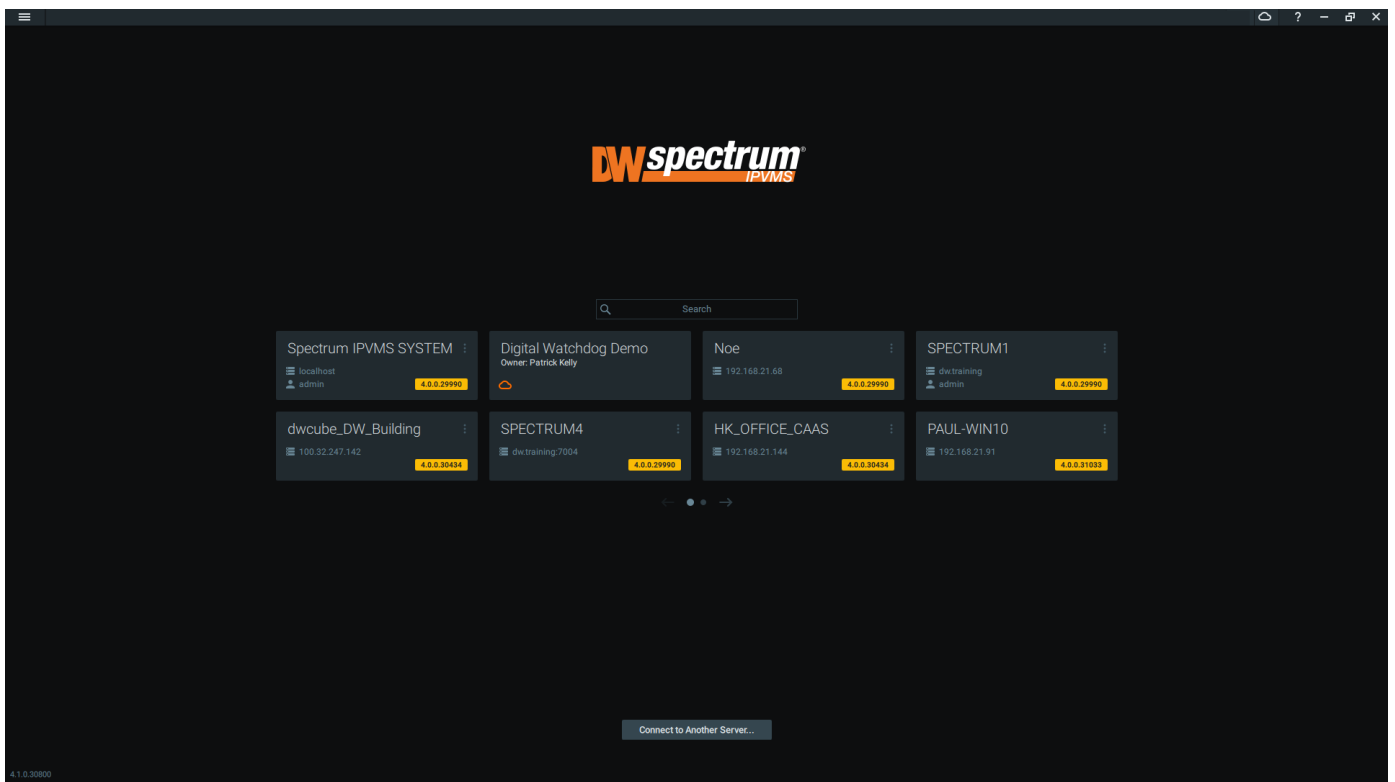 ?
DWspectrum®
IPVMS
Search
Spectrum IPVMS SYSTEM
localhost
admin
4.0.0.29990
Digital Watchdog Demo
Owner: Patrick Kelly
Noe
192.168.21.68
4.0.0.29990
SPECTRUM1
dw.training
admin
4.0.0.29990
dwcube_DW_Building
100.32.247.142
4.0.0.30434
SPECTRUM4
dw.training:7004
4.0.0.29990
HK_OFFICE_CAAS
192.168.21.144
4.0.0.30434
PAUL-WIN10
192.168.21.91
4.0.0.31033
Connect to Another Server...
4.1.0.30800